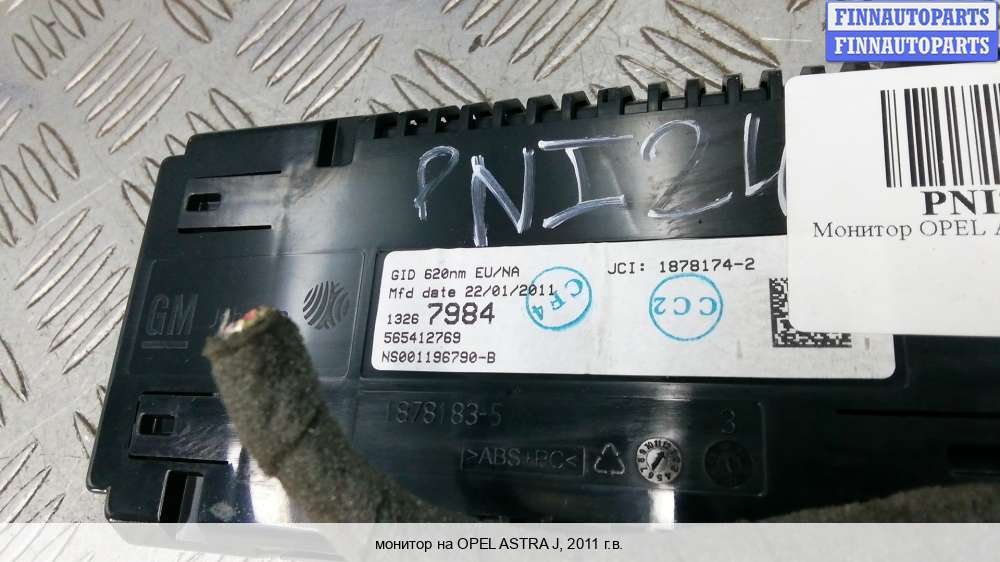 FINNAUTOPARTS
FINNAUTOPARTS
PNI24
PNI
Монитор OPEL
GID 620nm EU/NA
JCI: 1878174-2
Mfd date 22/01/2011
CF4
CC2
1326 7984
565412769
NS001196790-B
GM
1878183-5
3
>ABS+PC<
монитор на OPEL ASTRA J, 2011 г.в.